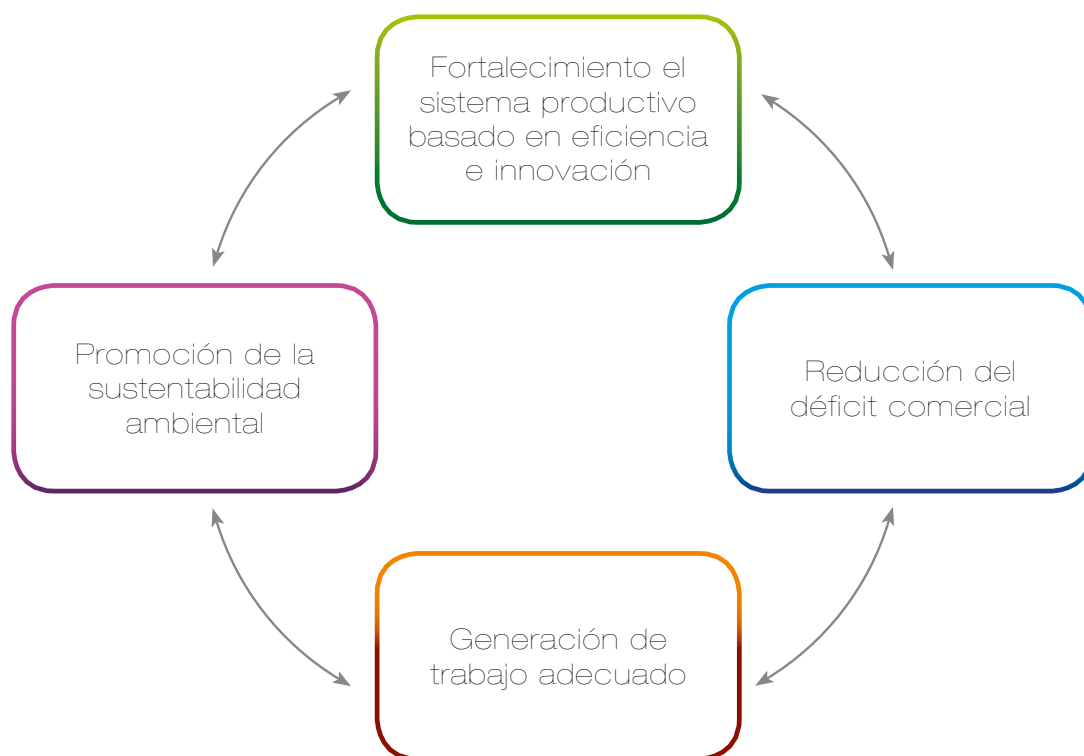 Fortalecimiento el
sistema productivo
basado en eficiencia
e innovación
Promoción de la
sustentabilidad
ambiental
Reducción del
déficit comercial
Generación de
trabajo adecuado